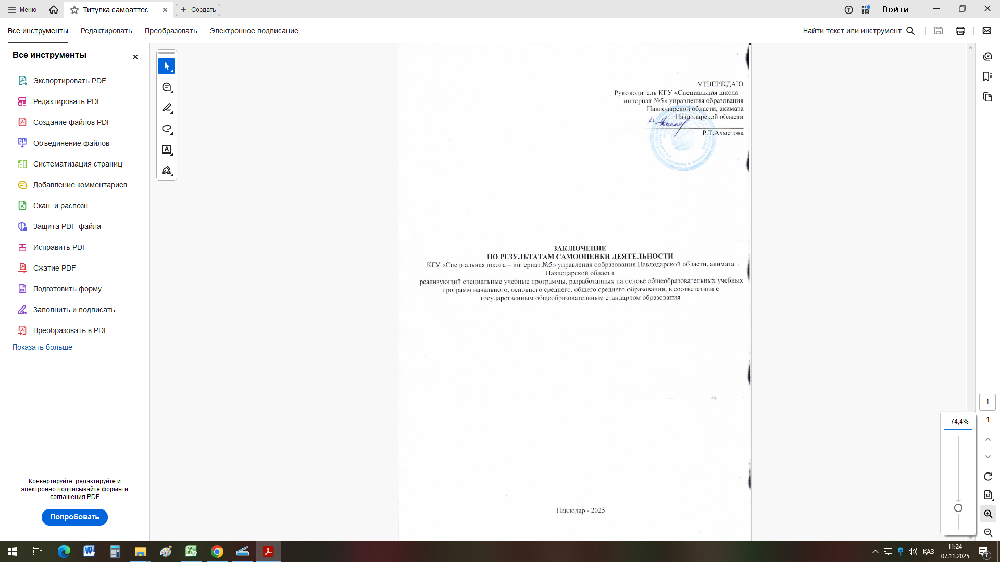 Меню
Титулка самоаттес...
Создать
Войти
Все инструменты
Редактировать
Преобразовать
Электронное подписание
Найти текст или инструмент
Все инструменты
Экспортировать PDF
Редактировать PDF
Создание файлов PDF
Объединение файлов
Систематизация страниц
Добавление комментариев
Скан. и распозн.
Защита PDF-файла
Исправить PDF
Сжатие PDF
Подготовить форму
Заполнить и подписать
Преобразовать в PDF
Показать больше
Конвертируйте, редактируйте и
электронно подписывайте формы и
соглашения PDF
Попробовать
УТВЕРЖДАЮ
Руководитель КГУ «Специальная школа –
интернат №5» управления образования
Павлодарской области, акимата
Павлодарской области
Р.Т.Ахметова
ЗАКЛЮЧЕНИЕ
ПО РЕЗУЛЬТАТАМ САМООЦЕНКИ ДЕЯТЕЛЬНОСТИ
КГУ «Специальная школа – интернат №5» управления ообразования Павлодарской области, акимата
Павлодарской области
реализующий специальные учебные программы, разработанных на основе общеобразовательных учебных
программ начального, основного среднего, общего среднего образования, в соответствии с
государственным общеобразовательным стандартом образования
Павлодар - 2025
1
1
74,4%
ҚАЗ
11:24
07.11.2025
7